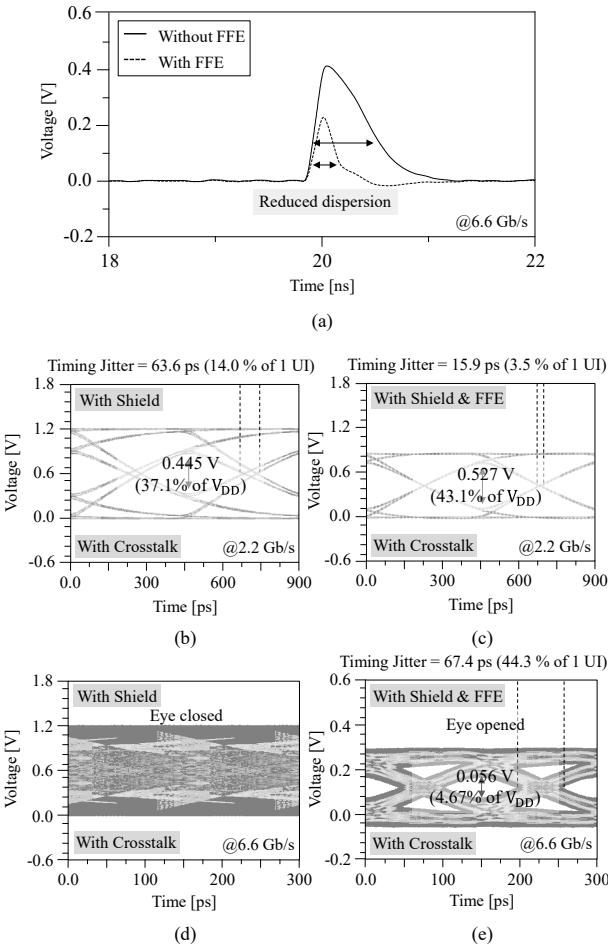 Without FFE
With FFE
Voltage [V]
0.6
0.4
0.2
0.0
-0.2
Reduced dispersion
@6.6 Gb/s
18
19
20
21
22
Time [ns]
(a)
Timing Jitter = 63.6 ps (14.0 % of 1 UI)
Voltage [V]
1.8
1.2
0.6
0.0
-0.6
With Shield
0.445 V
(37.1% of VDD)
With Crosstalk
@2.2 Gb/s
0
300
600
900
Time [ps]
(b)
Timing Jitter = 15.9 ps (3.5 % of 1 UI)
Voltage [V]
1.8
1.2
0.6
0.0
-0.6
With Shield & FFE
0.527 V
(43.1% of VDD)
With Crosstalk
@2.2 Gb/s
0
300
600
900
Time [ps]
(c)
Voltage [V]
1.8
1.2
0.6
0.0
-0.6
With Shield
Eye closed
With Crosstalk
@6.6 Gb/s
0.0
100
200
300
Time [ps]
(d)
Timing Jitter = 67.4 ps (44.3 % of 1 UI)
Voltage [V]
0.6
0.4
0.2
0.0
-0.2
With Shield & FFE
Eye opened
0.056 V
(4.67% of VDD)
With Crosstalk
@6.6 Gb/s
0.0
100
200
300
Time [ps]
(e)